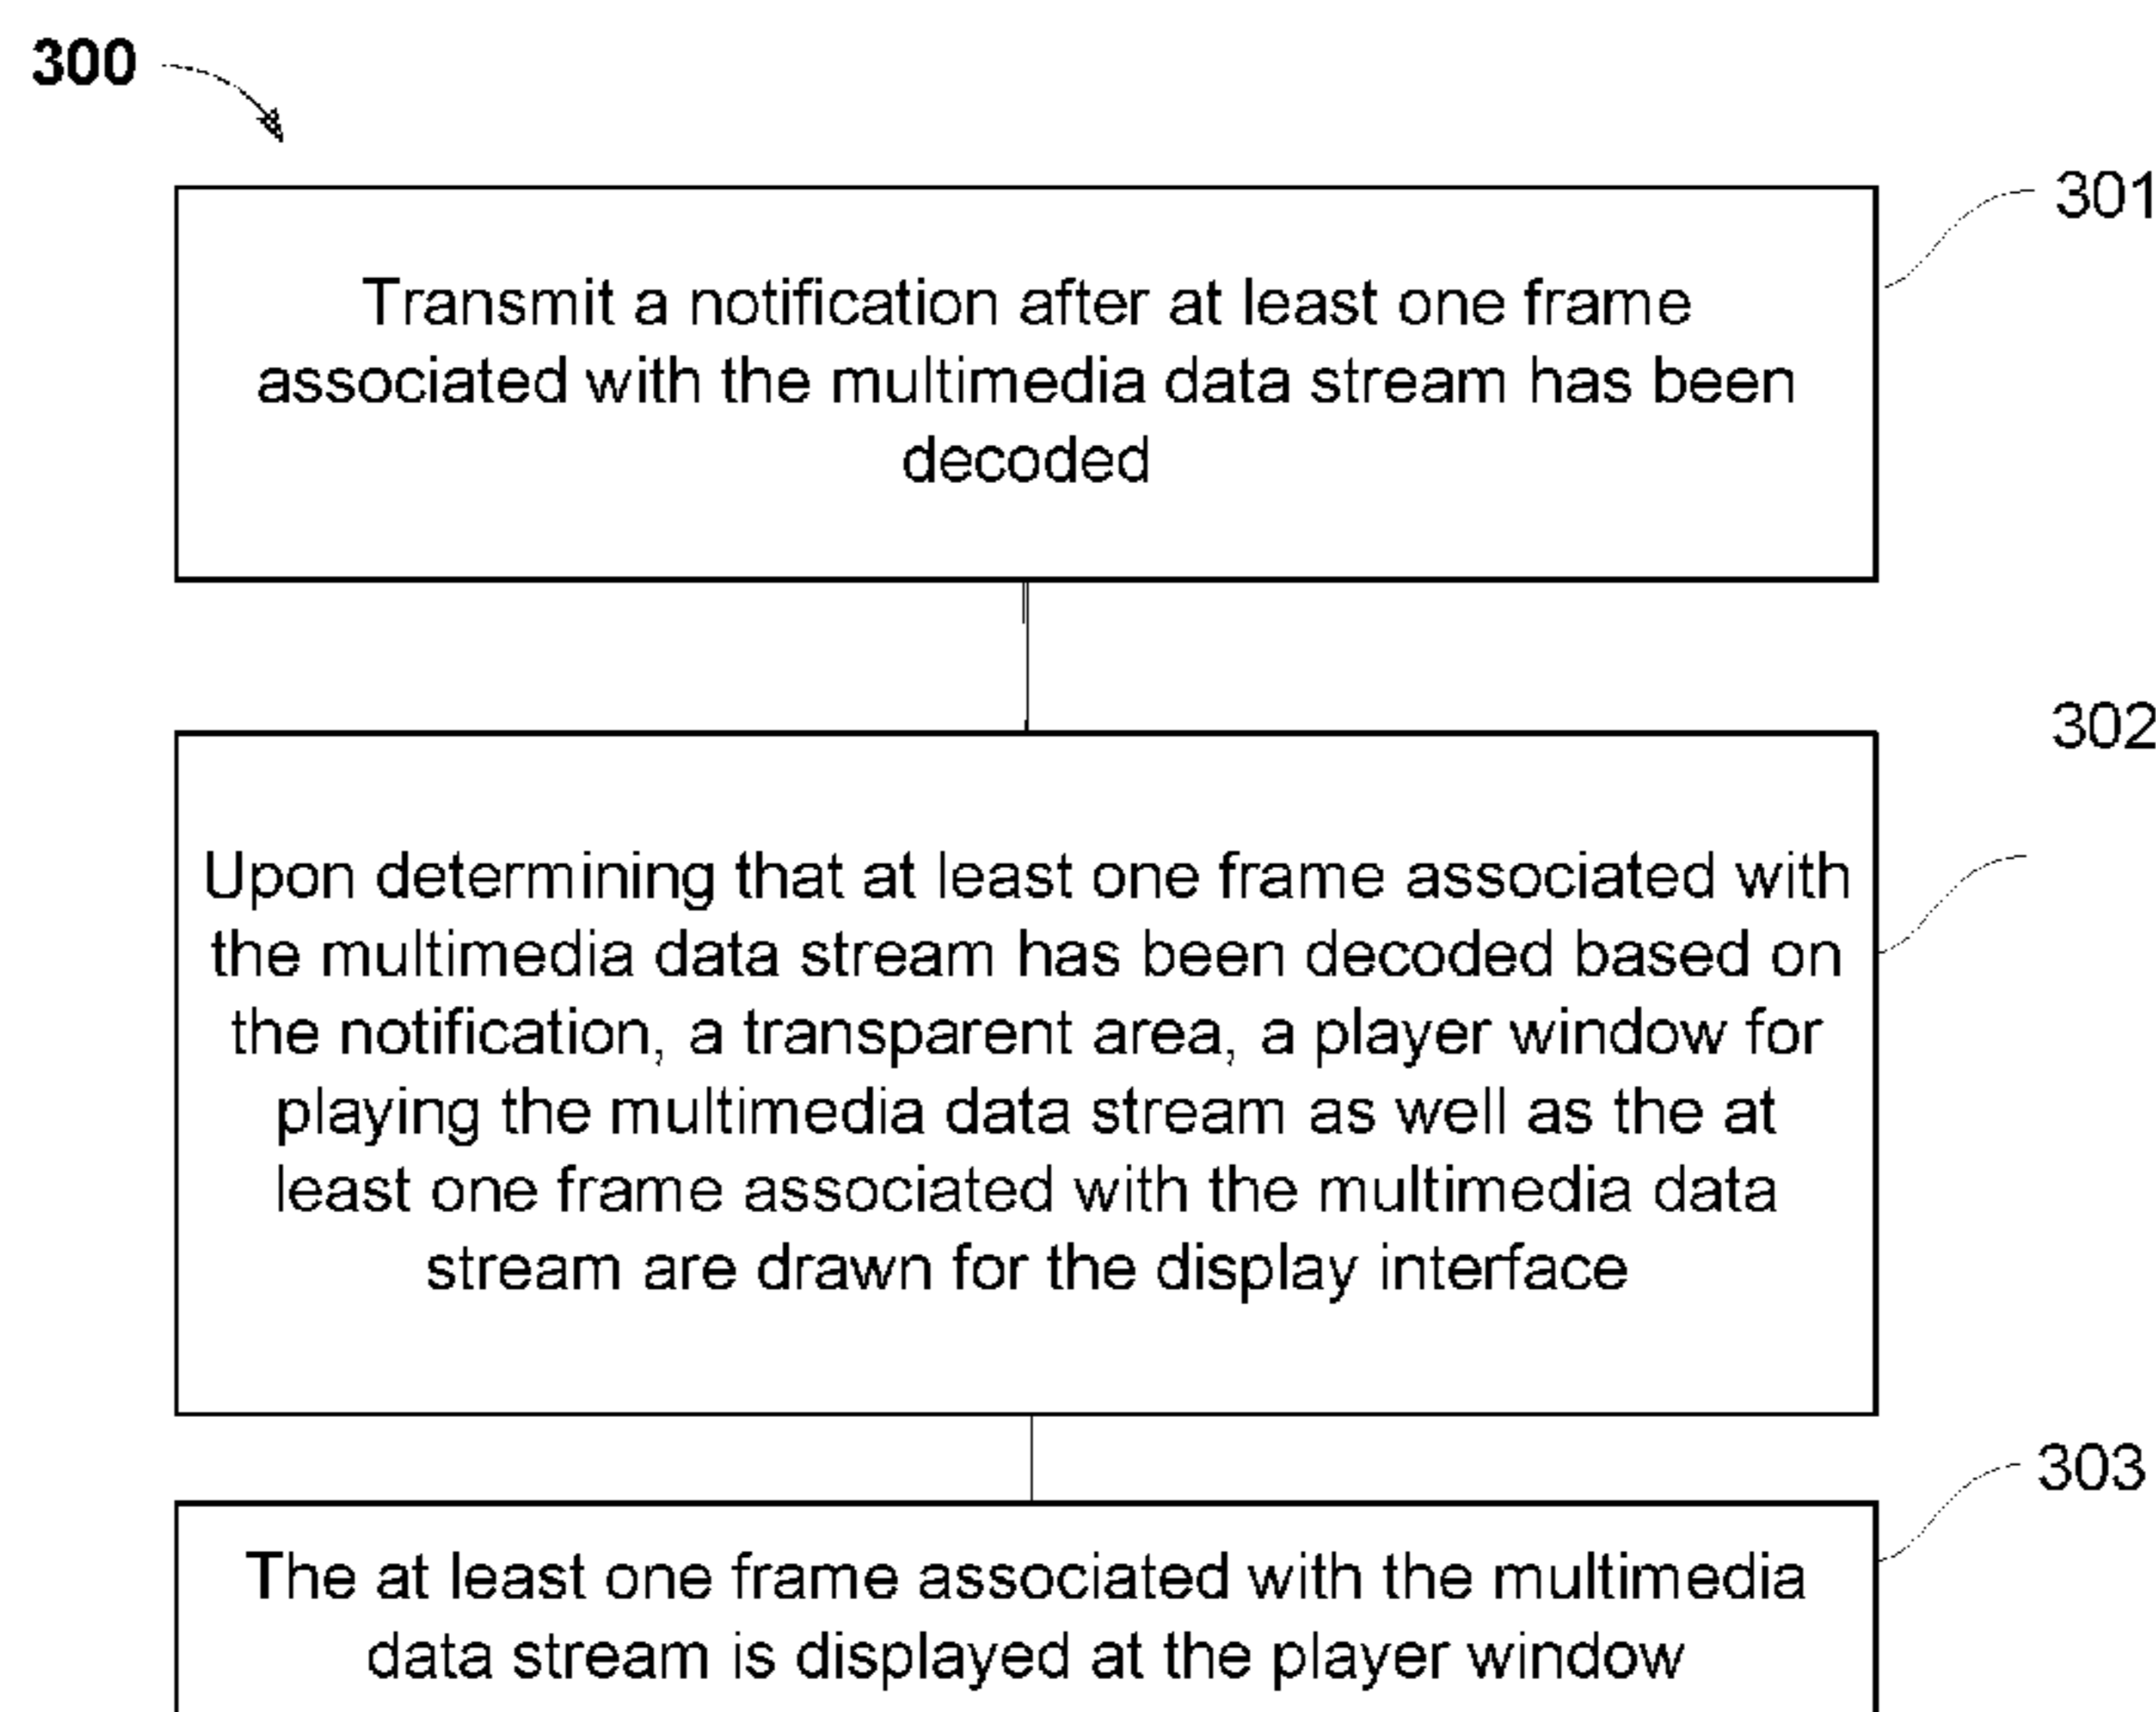 300
301
Transmit a notification after at least one frame
associated with the multimedia data stream has been
decoded
302
Upon determining that at least one frame associated with
the multimedia data stream has been decoded based on
the notification, a transparent area, a player window for
playing the multimedia data stream as well as the at
least one frame associated with the multimedia data
stream are drawn for the display interface
303
The at least one frame associated with the multimedia
data stream is displayed at the player window